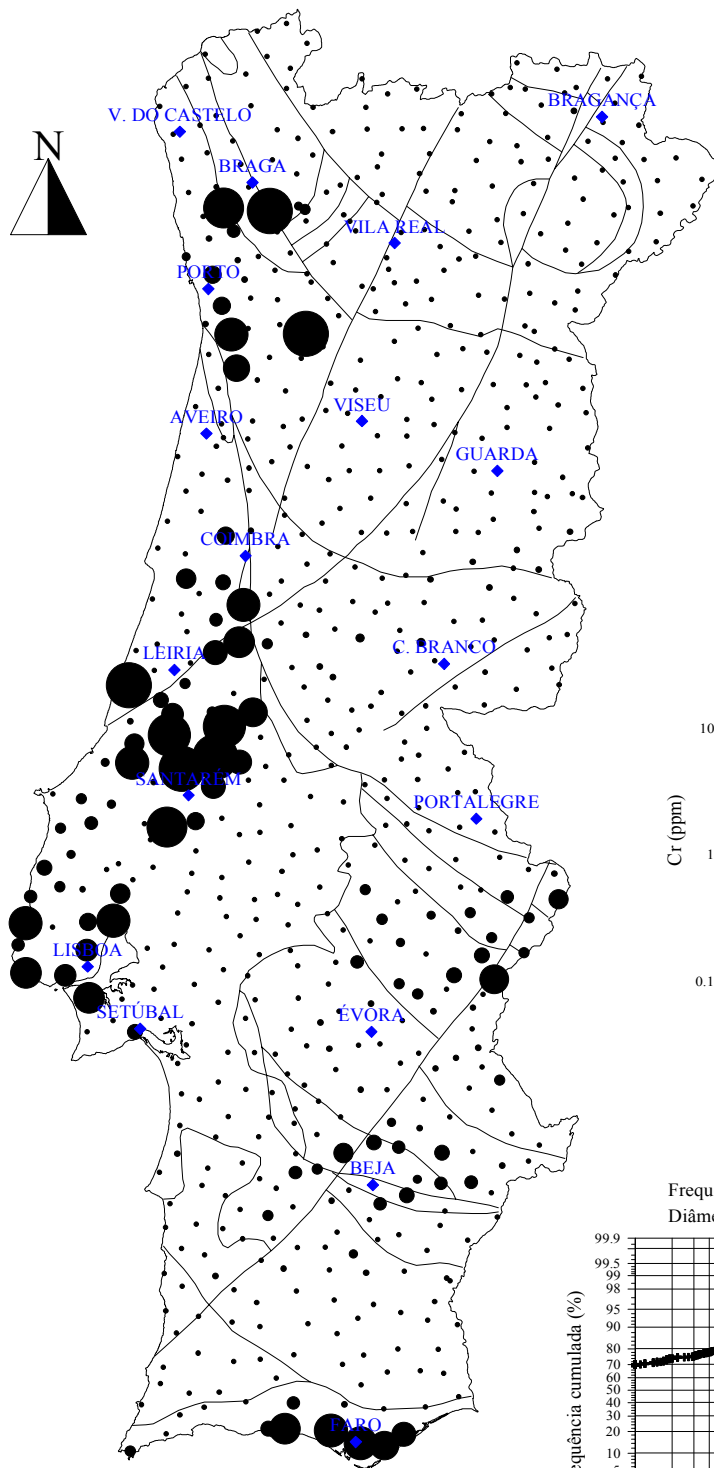 BRAGANÇA
V. DO CASTELO
N
BRAGA
VILA REAL
PORTO
VISEU
AVEIRO
GUARDA
COIMBRA
C. BRANCO
LEIRIA
10
SANTARÉM
PORTALEGRE
Cr (ppm)
1
LISBOA
0.1
SETÚBAL
ÉVORA
BEJA
Frequ
Diâme
99.9
99.5
99
98
95
90
80
70
60
50
40
30
20
10
equência cumulada (%)
FARO